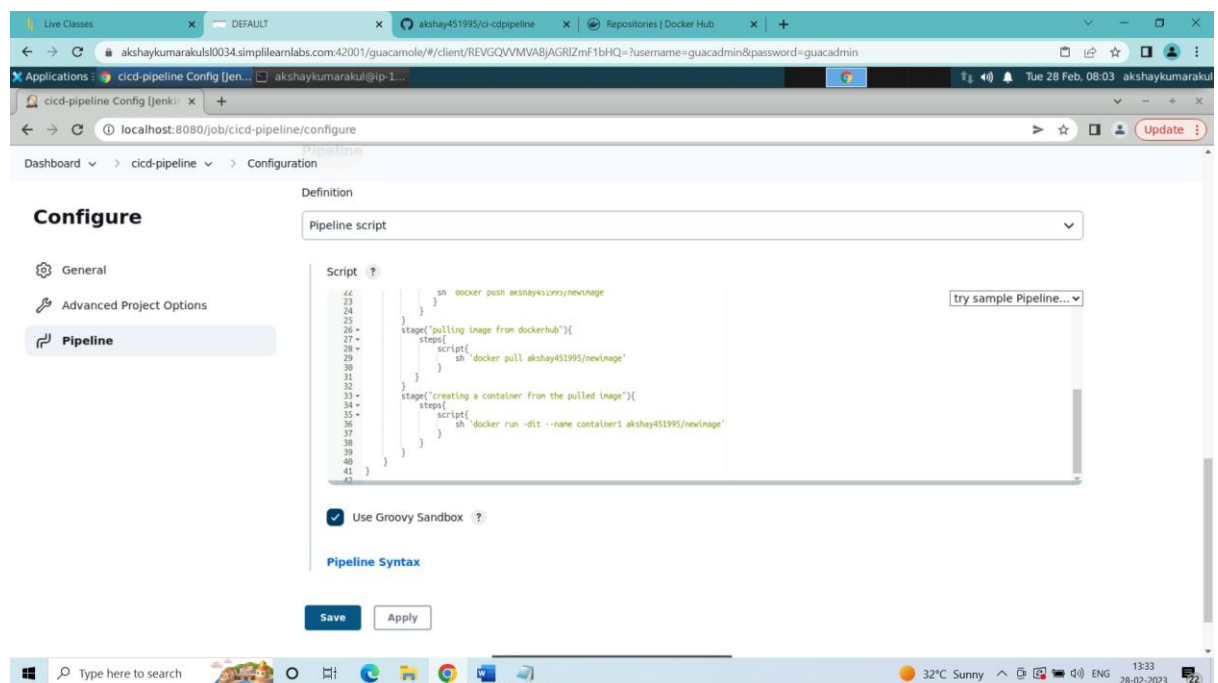 Live Classes
DEFAULT
akshay451995/ci-cdpipeline
Repositories | Docker Hub
akshaykumarakulsl0034.simplilearnlabs.com:42001/guacamole/#/client/REVGQVVMVABjAGRlZmF1bHQ=?username=guacadmin&password=guacadmin
Applications : cicd-pipeline Config [Jen... akshaykumarakul@ip-1...
Tue 28 Feb, 08:03 akshaykumarakul
cicd-pipeline Config [Jenkin
localhost:8080/job/cicd-pipeline/configure
Update
Pipeline
Dashboard > cicd-pipeline > Configuration
Definition
Configure
Pipeline script
General
Advanced Project Options
Pipeline
Script ?
try sample Pipeline...
22 sh 'docker push akshay451995/newimage
23 }
24 }
25 }
26 stage("pulling image from dockerhub"){
27 steps{
28 script{
29 sh 'docker pull akshay451995/newimage'
30 }
31 }
32 }
33 stage("creating a container from the pulled image"){
34 steps{
35 script{
36 sh 'docker run -dit --name container1 akshay451995/newimage'
37 }
38 }
39 }
40 }
41 }
42
Use Groovy Sandbox ?
Pipeline Syntax
Save
Apply
Type here to search
32°C Sunny
ENG
13:33
28-02-2023
22